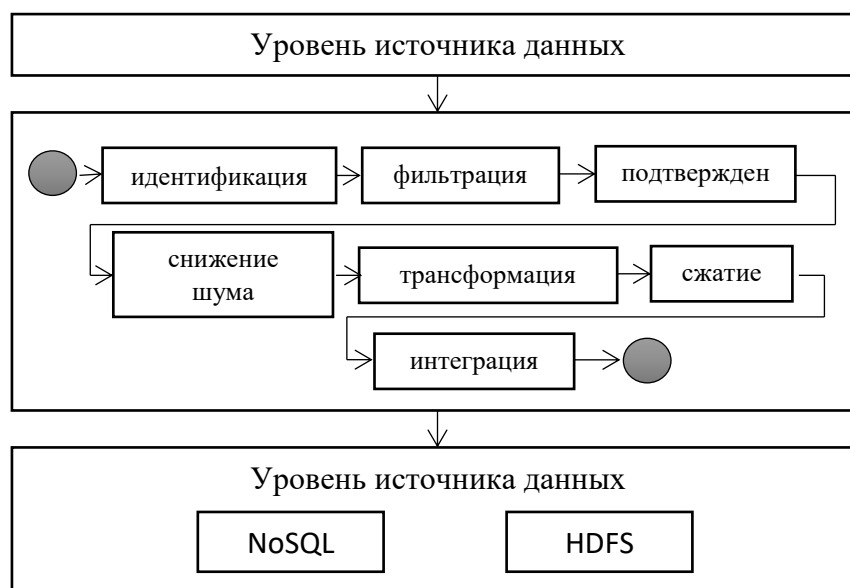 Уровень источника данных
идентификация
фильтрация
подтвержден
снижение
шума
трансформация
сжатие
интеграция
Уровень источника данных
NoSQL
HDFS